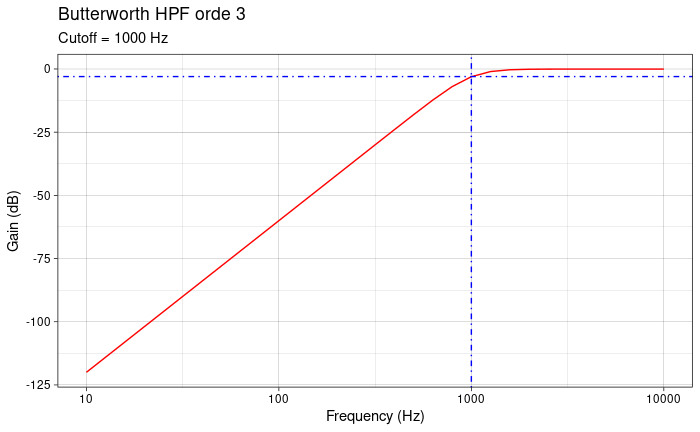 Butterworth HPF orde 3
Cutoff = 1000 Hz
0
-25
-50
-75
-100
-125
Gain (dB)
10
100
1000
10000
Frequency (Hz)